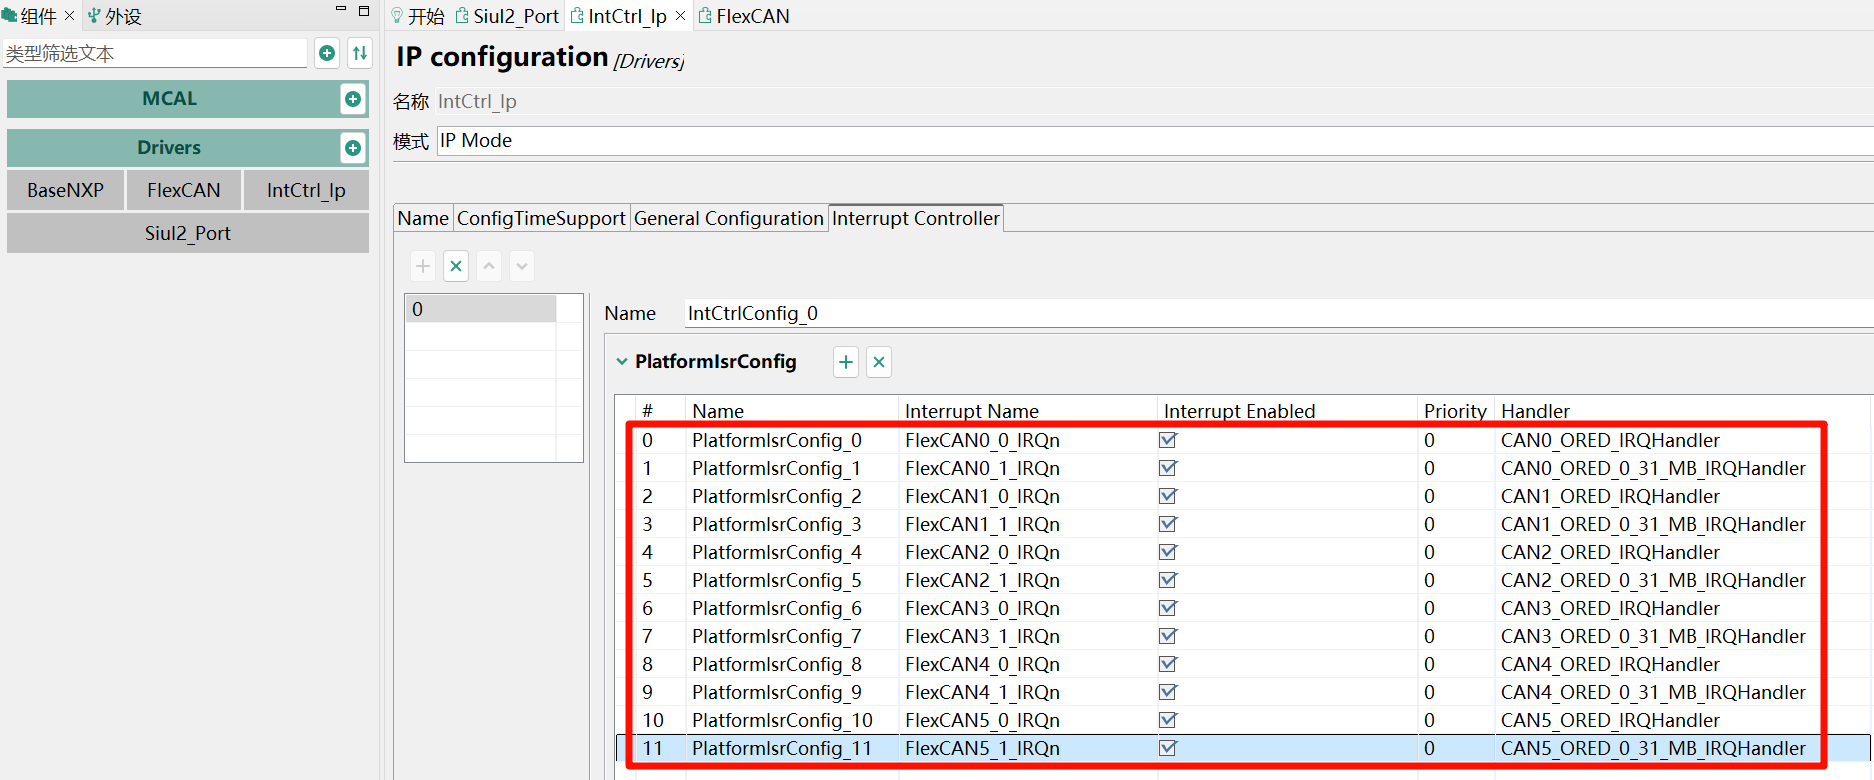 组件 外设
类型筛选文本
MCAL
Drivers
BaseNXP FlexCAN IntCtrl_Ip
Siul2_Port
开始 Siul2_Port IntCtrl_Ip FlexCAN
IP configuration [Drivers]
名称 IntCtrl_Ip
模式 IP Mode
Name ConfigTimeSupport General Configuration Interrupt Controller
0
Name IntCtrlConfig_0
PlatformIsrConfig
# Name Interrupt Name Interrupt Enabled Priority Handler
0 PlatformIsrConfig_0 FlexCAN0_0_IRQn 0 CAN0_ORED_IRQHandler
1 PlatformIsrConfig_1 FlexCAN0_1_IRQn 0 CAN0_ORED_0_31_MB_IRQHandler
2 PlatformIsrConfig_2 FlexCAN1_0_IRQn 0 CAN1_ORED_IRQHandler
3 PlatformIsrConfig_3 FlexCAN1_1_IRQn 0 CAN1_ORED_0_31_MB_IRQHandler
4 PlatformIsrConfig_4 FlexCAN2_0_IRQn 0 CAN2_ORED_IRQHandler
5 PlatformIsrConfig_5 FlexCAN2_1_IRQn 0 CAN2_ORED_0_31_MB_IRQHandler
6 PlatformIsrConfig_6 FlexCAN3_0_IRQn 0 CAN3_ORED_IRQHandler
7 PlatformIsrConfig_7 FlexCAN3_1_IRQn 0 CAN3_ORED_0_31_MB_IRQHandler
8 PlatformIsrConfig_8 FlexCAN4_0_IRQn 0 CAN4_ORED_IRQHandler
9 PlatformIsrConfig_9 FlexCAN4_1_IRQn 0 CAN4_ORED_0_31_MB_IRQHandler
10 PlatformIsrConfig_10 FlexCAN5_0_IRQn 0 CAN5_ORED_IRQHandler
11 PlatformIsrConfig_11 FlexCAN5_1_IRQn 0 CAN5_ORED_0_31_MB_IRQHandler